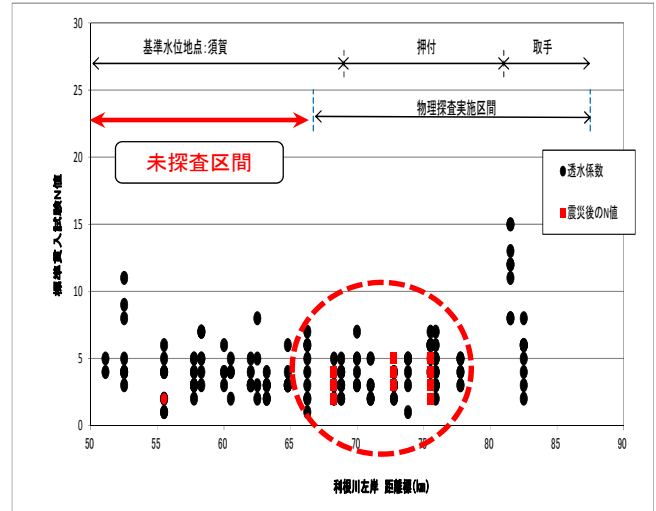 基準水位地点:須賀
押付
取手
物理探査実施区間
未探査区間
透水係数
震災後のN値
標準貫入試験N値
30
25
20
15
10
5
0
50 55 60 65 70 75 80 85 90
利根川左岸 距離標(km)